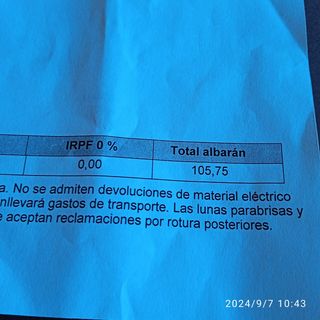 IRPF 0 % Total albarán
0,00 105,75
a. No se admiten devoluciones de material eléctrico
nllevará gastos de transporte. Las lunas parabrisas y
e aceptan reclamaciones por rotura posteriores.
2024/9/7 10:43